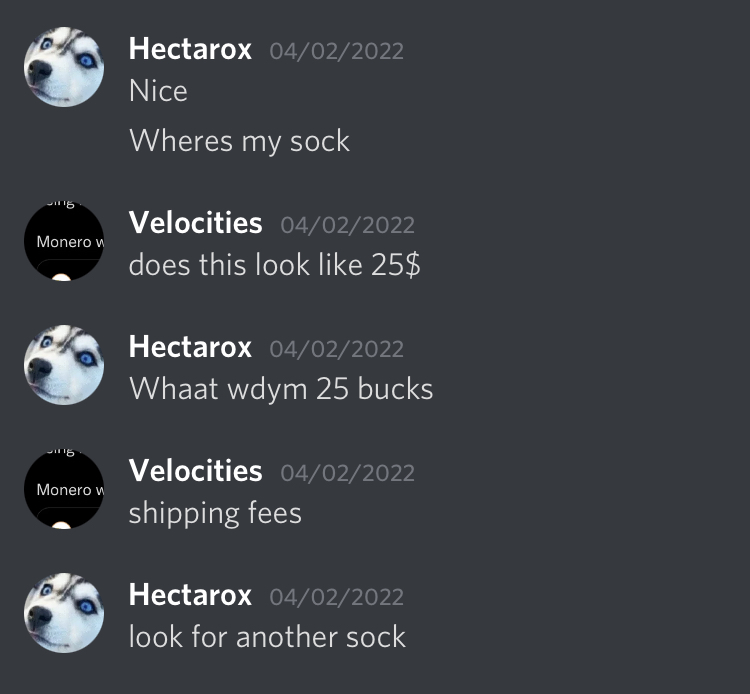 Hectarox 04/02/2022
Nice
Wheres my sock
Velocities 04/02/2022
Monero w
does this look like 25$
Hectarox 04/02/2022
Whaat wdym 25 bucks
Velocities 04/02/2022
Monero w
shipping fees
Hectarox 04/02/2022
look for another sock